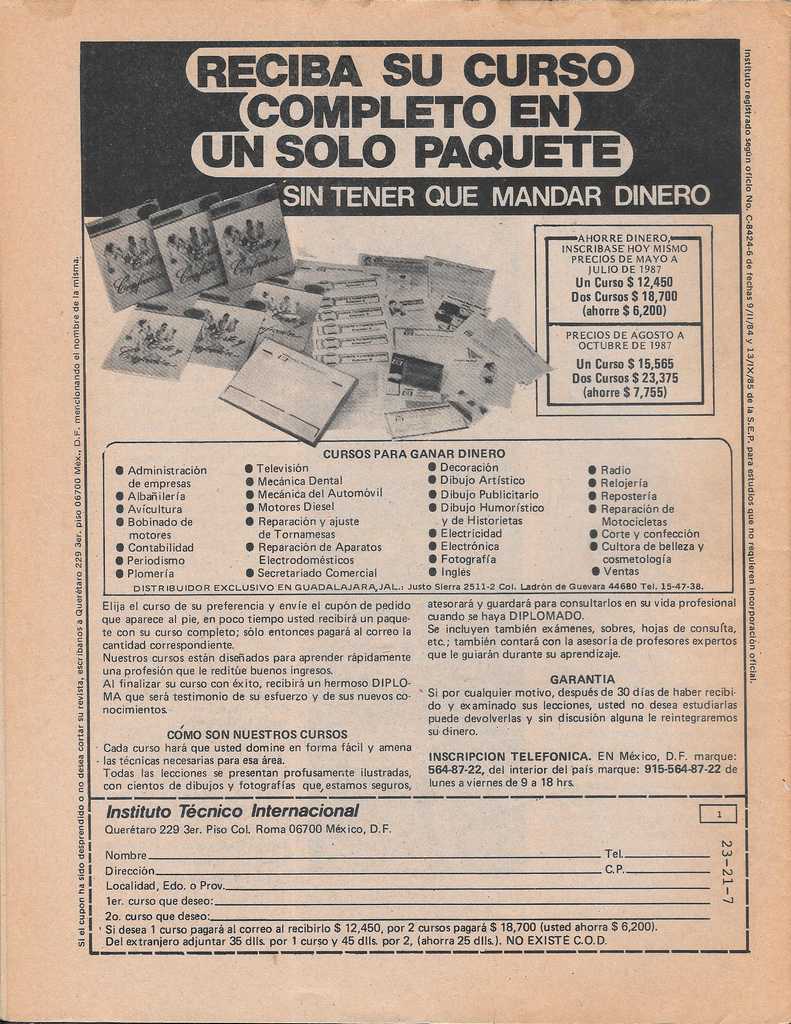 RECIBA SU CURSO
COMPLETO EN
UN SOLO PAQUETE
SIN TENER QUE MANDAR DINERO
AHORRE DINERO,
INSCRIBASE HOY MISMO
PRECIOS DE MAYO A
JULIO DE 1987
Un Curso $ 12,450
Dos Cursos $ 18,700
(ahorre $ 6,200)
PRECIOS DE AGOSTO A
OCTUBRE DE 1987
Un Curso $ 15,565
Dos Cursos $ 23,375
(ahorre $ 7,755)
CURSOS PARA GANAR DINERO
● Administración
de empresas
● Albañilería
● Avicultura
● Bobinado de
motores
● Contabilidad
● Periodismo
● Plomería
● Televisión
● Mecánica Dental
● Mecánica del Automóvil
● Motores Diesel
● Reparación y ajuste
de Tornamesas
● Reparación de Aparatos
Electrodomésticos
● Secretariado Comercial
● Decoración
● Dibujo Artístico
● Dibujo Publicitario
● Dibujo Humorístico
y de Historietas
● Electricidad
● Electrónica
● Fotografía
● Inglés
● Radio
● Relojería
● Repostería
● Reparación de
Motocicletas
● Corte y confección
● Cultora de belleza y
cosmetología
● Ventas
DISTRIBUIDOR EXCLUSIVO EN GUADALAJARA, JAL.: Justo Sierra 2511-2 Col. Ladrón de Guevara 44680 Tel. 15-47-38.
Elija el curso de su preferencia y envíe el cupón de pedido
que aparece al pie, en poco tiempo usted recibirá un paque-
te con su curso completo; sólo entonces pagará al correo la
cantidad correspondiente.
Nuestros cursos están diseñados para aprender rápidamente
una profesión que le reditúe buenos ingresos.
Al finalizar su curso con éxito, recibirá un hermoso DIPLO-
MA que será testimonio de su esfuerzo y de sus nuevos co-
nocimientos.
CÓMO SON NUESTROS CURSOS
Cada curso hará que usted domine en forma fácil y amena
las técnicas necesarias para esa área.
Todas las lecciones se presentan profusamente ilustradas,
con cientos de dibujos y fotografías que, estamos seguros,
atesorará y guardará para consultarlos en su vida profesional
cuando se haya DIPLOMADO.
Se incluyen también exámenes, sobres, hojas de consulta,
etc.; también contará con la asesoría de profesores expertos
que le guiarán durante su aprendizaje.
GARANTIA
Si por cualquier motivo, después de 30 días de haber recibi-
do y examinado sus lecciones, usted no desea estudiarlas
puede devolverlas y sin discusión alguna le reintegraremos
su dinero.
INSCRIPCION TELEFONICA. EN México, D.F. marque:
564-87-22, del interior del país marque: 915-564-87-22 de
lunes a viernes de 9 a 18 hrs.
Instituto Técnico Internacional
Querétaro 229 3er. Piso Col. Roma 06700 México, D.F.
1
Nombre Tel.
Dirección C.P.
Localidad, Edo. o Prov.
1er. curso que deseo:
2o. curso que deseo:
Si desea 1 curso pagará al correo al recibirlo $ 12,450, por 2 cursos pagará $ 18,700 (usted ahorra $ 6,200).
Del extranjero adjuntar 35 dlls. por 1 curso y 45 dlls. por 2, (ahorra 25 dlls.). NO EXISTE C.O.D.
23-21-7
Si el cupón ha sido desprendido o no desea cortar su revista, escríbanos a Querétaro 229 3er. piso 06700 Méx., D.F. mencionando el nombre de la misma.
Instituto registrado según oficio No. C-8424-6 de fechas 9/II/84 y 13/IX/85 de la S.E.P. para estudios que no requieren incorporación oficial.